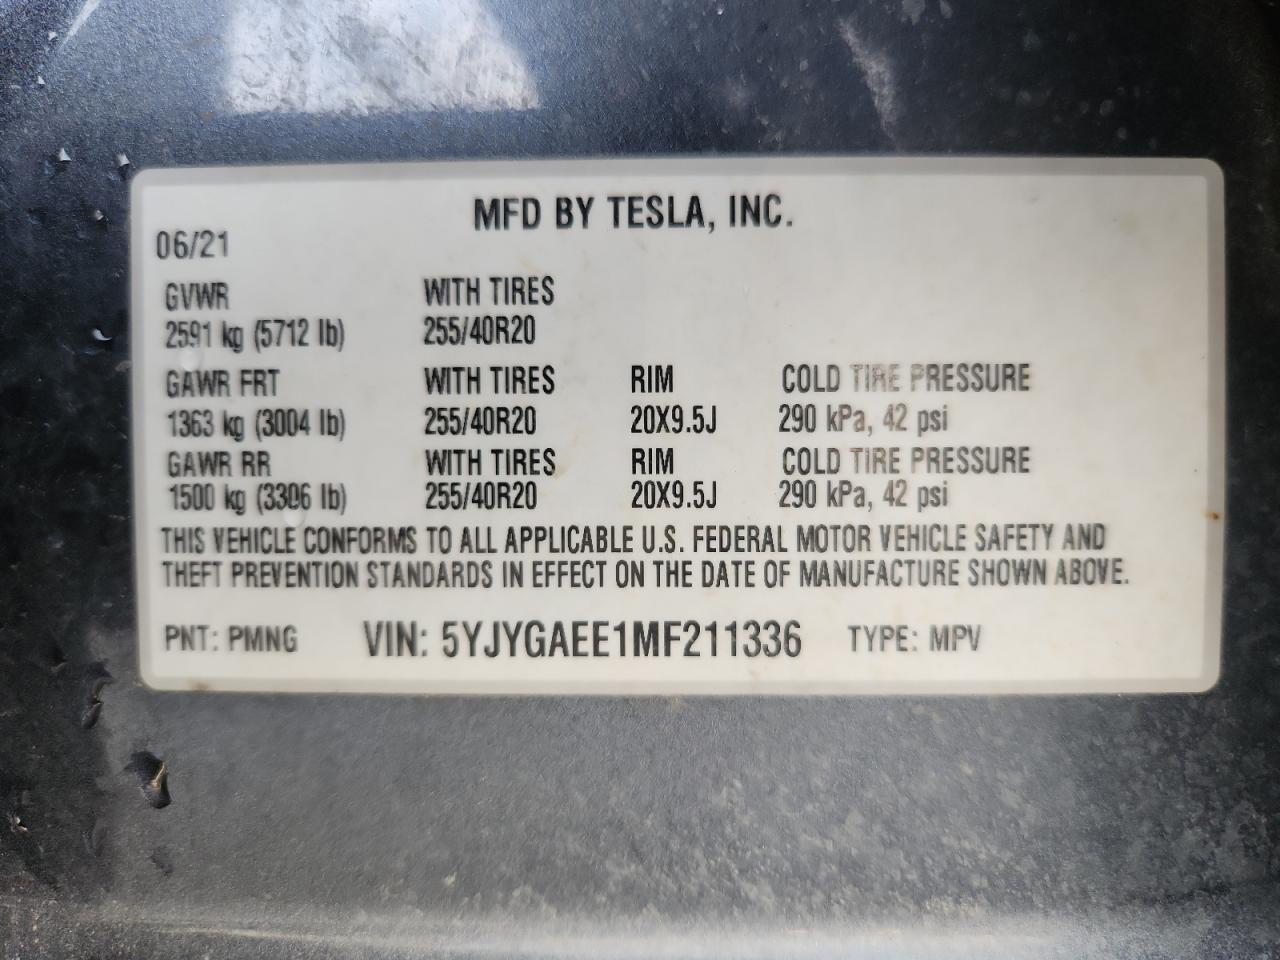 MFD BY TESLA, INC.
06/21
GVWR WITH TIRES
2591 kg (5712 lb) 255/40R20
GAWR FRT WITH TIRES RIM COLD TIRE PRESSURE
1363 kg (3004 lb) 255/40R20 20X9.5J 290 kPa, 42 psi
GAWR RR WITH TIRES RIM COLD TIRE PRESSURE
1500 kg (3306 lb) 255/40R20 20X9.5J 290 kPa, 42 psi
THIS VEHICLE CONFORMS TO ALL APPLICABLE U.S. FEDERAL MOTOR VEHICLE SAFETY AND
THEFT PREVENTION STANDARDS IN EFFECT ON THE DATE OF MANUFACTURE SHOWN ABOVE.
PNT: PMNG VIN: 5YJYGAEE1MF211336 TYPE: MPV